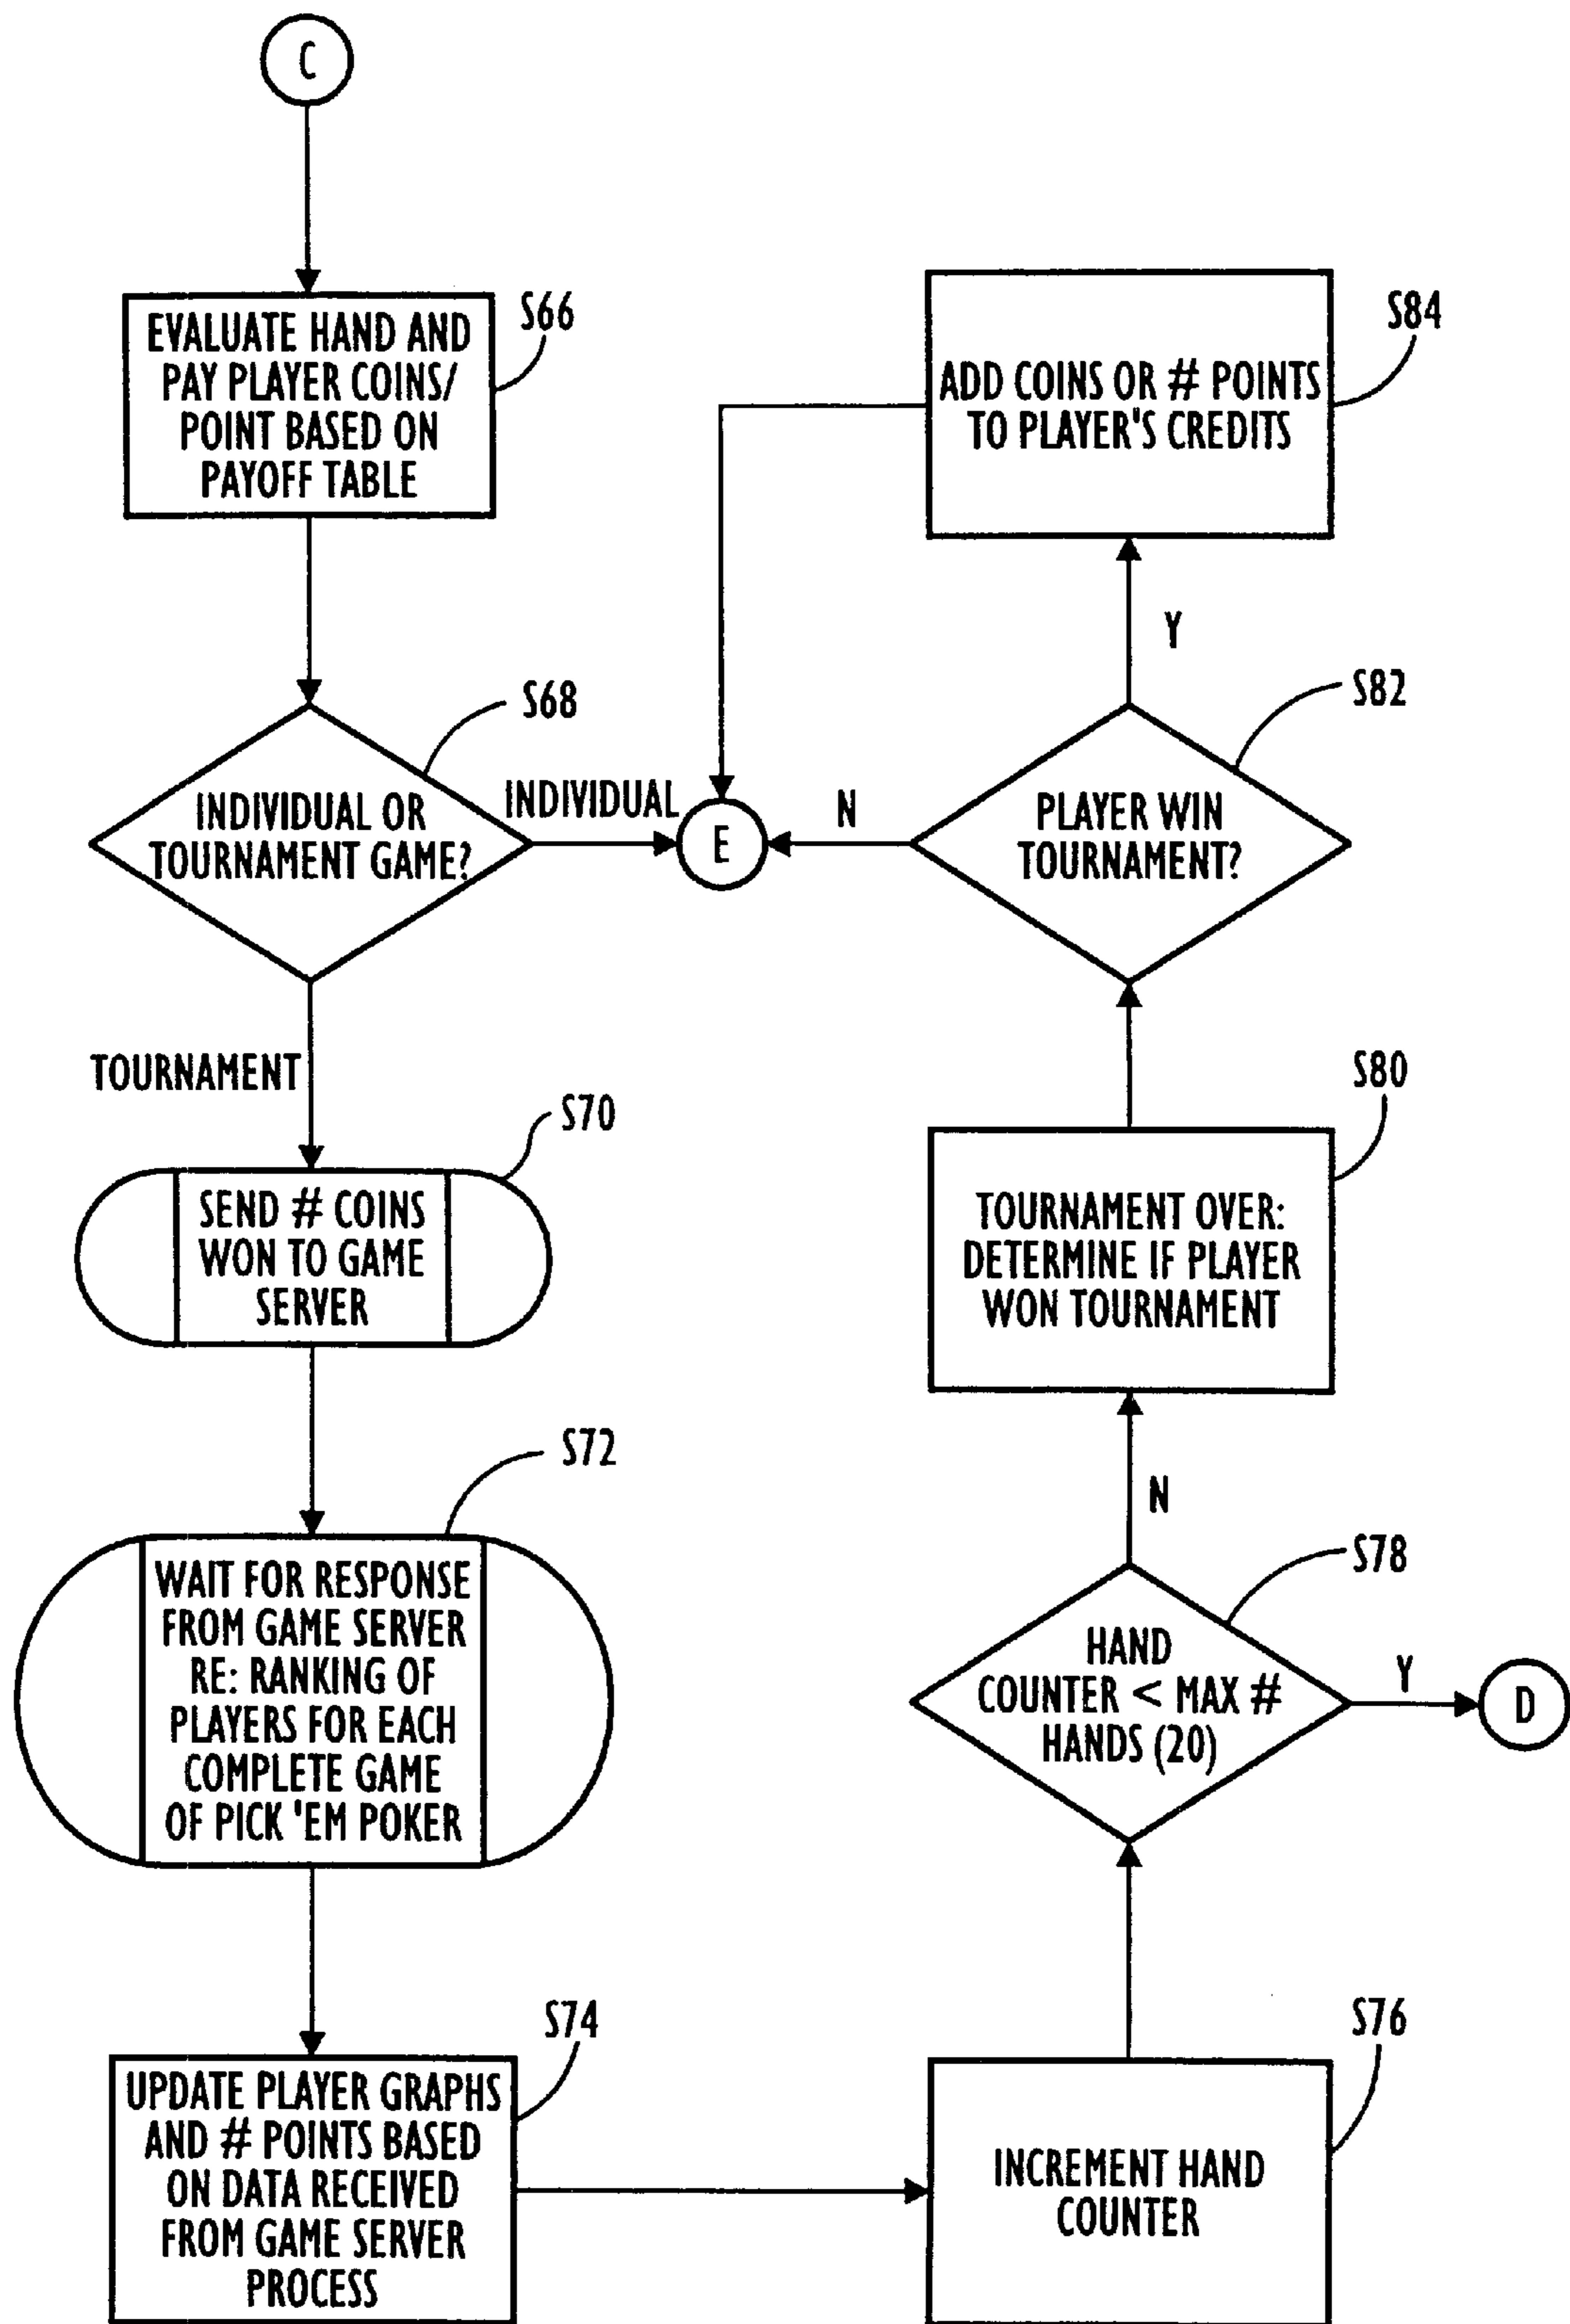 C
EVALUATE HAND AND
PAY PLAYER COINS/
POINT BASED ON
PAYOFF TABLE
S66
INDIVIDUAL OR
TOURNAMENT GAME?
S68
INDIVIDUAL
E
TOURNAMENT
SEND # COINS
WON TO GAME
SERVER
S70
WAIT FOR RESPONSE
FROM GAME SERVER
RE: RANKING OF
PLAYERS FOR EACH
COMPLETE GAME
OF PICK 'EM POKER
S72
UPDATE PLAYER GRAPHS
AND # POINTS BASED
ON DATA RECEIVED
FROM GAME SERVER
PROCESS
S74
INCREMENT HAND
COUNTER
S76
HAND
COUNTER < MAX #
HANDS (20)
S78
Y
D
N
TOURNAMENT OVER:
DETERMINE IF PLAYER
WON TOURNAMENT
S80
PLAYER WIN
TOURNAMENT?
S82
N
Y
ADD COINS OR # POINTS
TO PLAYER'S CREDITS
S84